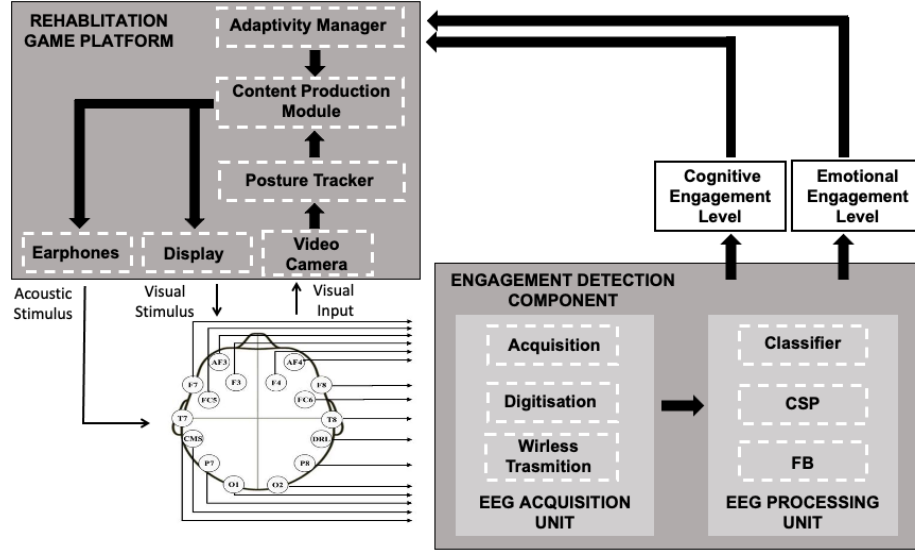 REHABLITATION
GAME PLATFORM
Adaptivity Manager
Content Production
Module
Posture Tracker
Earphones
Display
Video
Camera
Acoustic
Stimulus
Visual
Stimulus
Visual
Input
Cognitive
Engagement
Level
Emotional
Engagement
Level
ENGAGEMENT DETECTION
COMPONENT
Acquisition
Digitisation
Wirless
Trasmition
EEG ACQUISITION
UNIT
Classifier
CSP
FB
EEG PROCESSING
UNIT
AF3
AF4
F7
F3
F4
F8
FC5
FC6
T7
T8
CMS
DRL
P7
P8
O1
O2